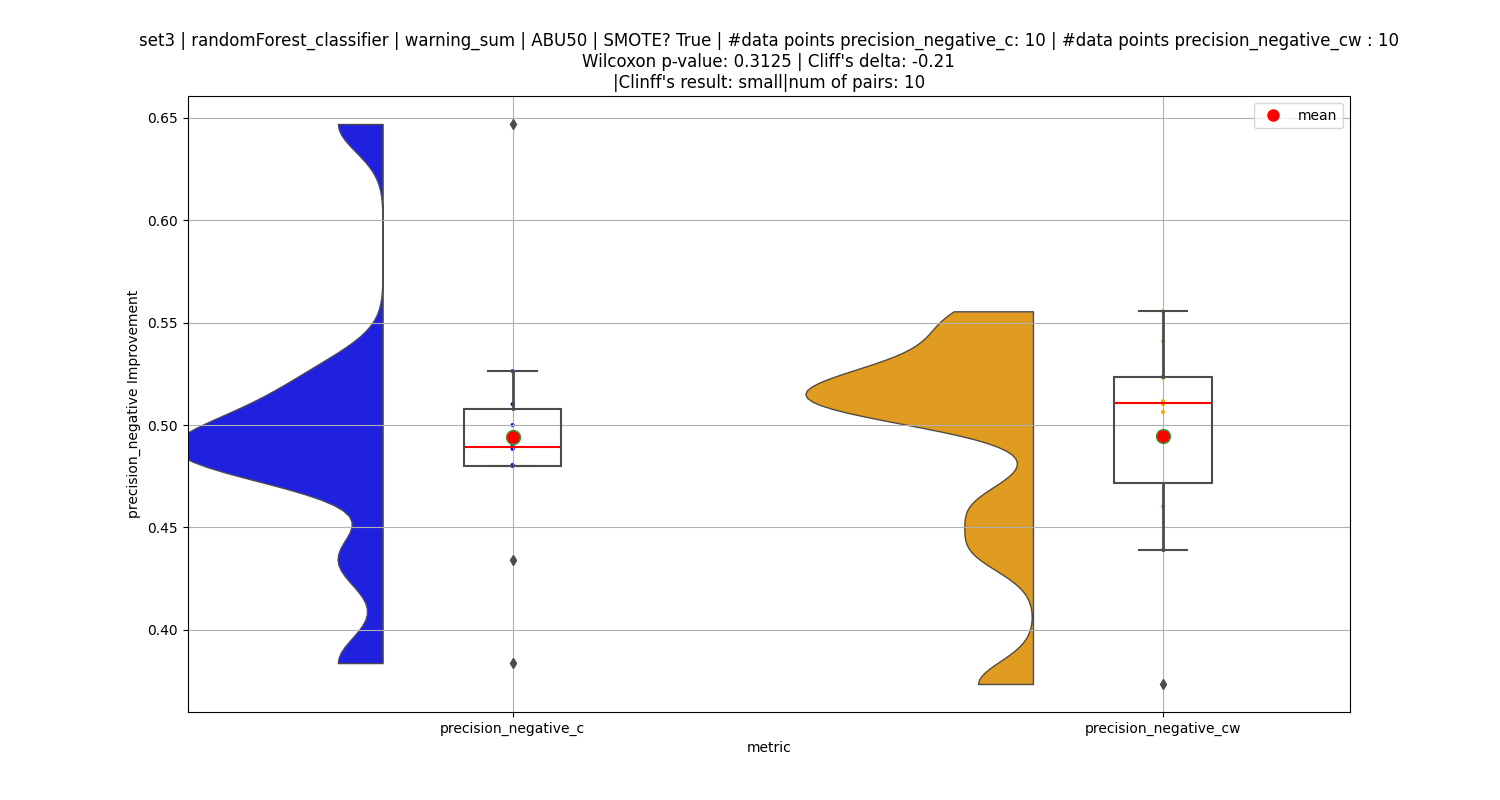 set3 | randomForest_classifier | warning_sum | ABU50 | SMOTE? True | #data points precision_negative_c: 10 | #data points precision_negative_cw : 10
Wilcoxon p-value: 0.3125 | Cliff's delta: -0.21
|Clinff's result: small|num of pairs: 10
mean
0.65
0.60
0.55
0.50
0.45
0.40
precision_negative Improvement
precision_negative_c
precision_negative_cw
metric